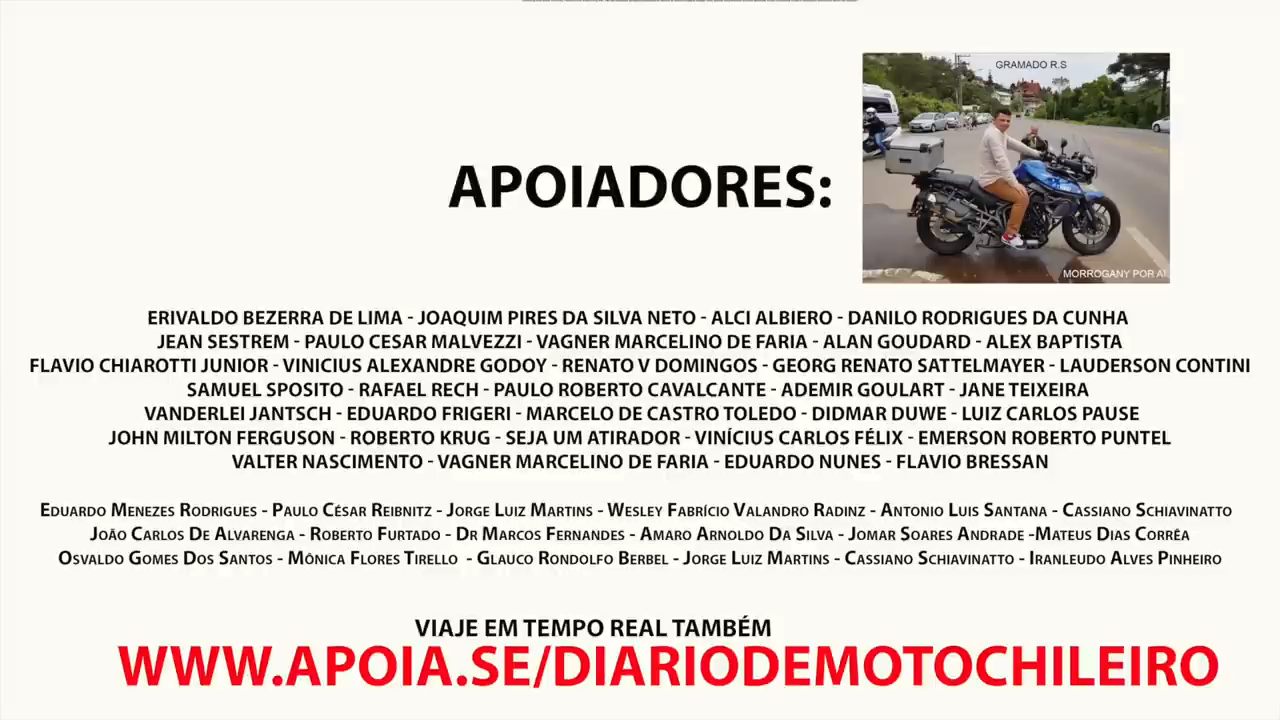 GRAMADO R.S
APOIADORES:
MORROGANY POR A
ERIVALDO BEZERRA DE LIMA - JOAQUIM PIRES DA SILVA NETO - ALCI ALBIERO - DANILO RODRIGUES DA CUNHA
JEAN SESTREM - PAULO CESAR MALVEZZI - VAGNER MARCELINO DE FARIA - ALAN GOUDARD - ALEX BAPTISTA
FLAVIO CHIAROTTI JUNIOR - VINICIUS ALEXANDRE GODOY - RENATO V DOMINGOS - GEORG RENATO SATTELMAYER - LAUDERSON CONTINI
SAMUEL SPOSITO - RAFAEL RECH - PAULO ROBERTO CAVALCANTE - ADEMIR GOULART - JANE TEIXEIRA
VANDERLEI JANTSCH - EDUARDO FRIGERI - MARCELO DE CASTRO TOLEDO - DIDMAR DUWE - LUIZ CARLOS PAUSE
JOHN MILTON FERGUSON - ROBERTO KRUG - SEJA UM ATIRADOR - VINÍCIUS CARLOS FÉLIX - EMERSON ROBERTO PUNTEL
VALTER NASCIMENTO - VAGNER MARCELINO DE FARIA - EDUARDO NUNES - FLAVIO BRESSAN
Eduardo Menezes Rodrigues - Paulo César Reibnitz - Jorge Luiz Martins - Wesley Fabrício Valandro Radinz - Antonio Luis Santana - Cassiano Schiavinatto
João Carlos De Alvarenga - Roberto Furtado - Dr Marcos Fernandes - Amaro Arnoldo Da Silva - Jomar Soares Andrade -Mateus Dias Corrêa
Osvaldo Gomes Dos Santos - Mônica Flores Tirello - Glauco Rondolfo Berbel - Jorge Luiz Martins - Cassiano Schiavinatto - Iranleudo Alves Pinheiro
VIAJE EM TEMPO REAL TAMBÉM
WWW.APOIA.SE/DIARIODEMOTOCHILEIRO